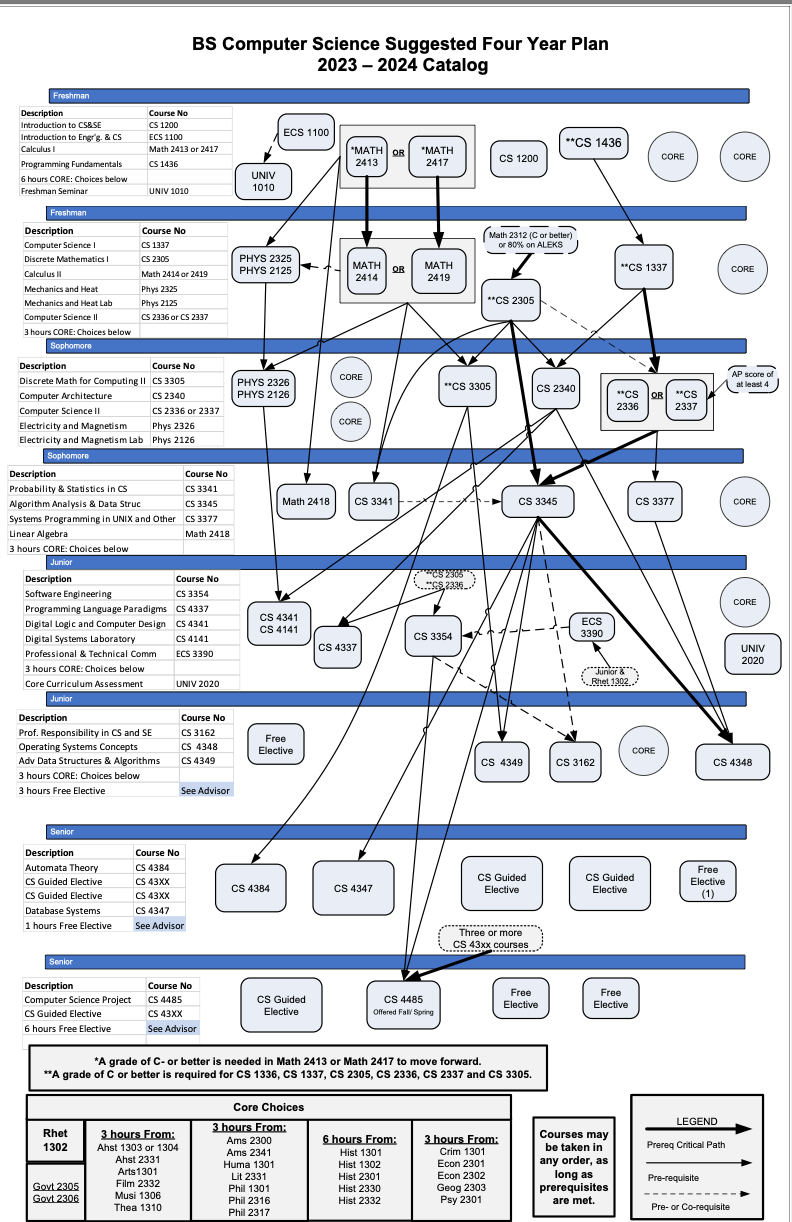 BS Computer Science Suggested Four Year Plan
2023 – 2024 Catalog
Freshman
Description Course No
Introduction to CS&SE CS 1200
Introduction to Engr'g. & CS ECS 1100
Calculus I Math 2413 or 2417
Programming Fundamentals CS 1436
6 hours CORE: Choices below
Freshman Seminar UNIV 1010
ECS 1100
UNIV
1010
*MATH
2413
OR
*MATH
2417
CS 1200
**CS 1436
CORE
CORE
Freshman
Description Course No
Computer Science I CS 1337
Discrete Mathematics I CS 2305
Calculus II Math 2414 or 2419
Mechanics and Heat Phys 2325
Mechanics and Heat Lab Phys 2125
Computer Science II CS 2336 or CS 2337
3 hours CORE: Choices below
PHYS 2325
PHYS 2125
MATH
2414
OR
MATH
2419
Math 2312 (C or better)
or 80% on ALEKS
**CS 2305
**CS 1337
CORE
Sophomore
Description Course No
Discrete Math for Computing II CS 3305
Computer Architecture CS 2340
Computer Science II CS 2336 or 2337
Electricity and Magnetism Phys 2326
Electricity and Magnetism Lab Phys 2126
PHYS 2326
PHYS 2126
CORE
CORE
**CS 3305
CS 2340
**CS
2336
OR
**CS
2337
AP score of
at least 4
Sophomore
Description Course No
Probability & Statistics in CS CS 3341
Algorithm Analysis & Data Struc CS 3345
Systems Programming in UNIX and Other CS 3377
Linear Algebra Math 2418
3 hours CORE: Choices below
Math 2418
CS 3341
CS 3345
CS 3377
CORE
Junior
Description Course No
Software Engineering CS 3354
Programming Language Paradigms CS 4337
Digital Logic and Computer Design CS 4341
Digital Systems Laboratory CS 4141
Professional & Technical Comm ECS 3390
3 hours CORE: Choices below
Core Curriculum Assessment UNIV 2020
CS 4341
CS 4141
CS 4337
**CS 2305
**CS 2336
CS 3354
ECS
3390
Junior &
Rhet 1302
CORE
UNIV
2020
Junior
Description Course No
Prof. Responsibility in CS and SE CS 3162
Operating Systems Concepts CS 4348
Adv Data Structures & Algorithms CS 4349
3 hours CORE: Choices below
3 hours Free Elective See Advisor
Free
Elective
CS 4349
CS 3162
CORE
CS 4348
Senior
Description Course No
Automata Theory CS 4384
CS Guided Elective CS 43XX
CS Guided Elective CS 43XX
Database Systems CS 4347
1 hours Free Elective See Advisor
CS 4384
CS 4347
CS Guided
Elective
CS Guided
Elective
Free
Elective
(1)
Three or more
CS 43xx courses
Senior
Description Course No
Computer Science Project CS 4485
CS Guided Elective CS 43XX
6 hours Free Elective See Advisor
CS Guided
Elective
CS 4485
Offered Fall/ Spring
Free
Elective
Free
Elective
*A grade of C- or better is needed in Math 2413 or Math 2417 to move forward.
**A grade of C or better is required for CS 1336, CS 1337, CS 2305, CS 2336, CS 2337 and CS 3305.
Core Choices
Rhet
1302
Govt 2305
Govt 2306
3 hours From:
Ahst 1303 or 1304
Ahst 2331
Arts1301
Film 2332
Musi 1306
Thea 1310
3 hours From:
Ams 2300
Ams 2341
Huma 1301
Lit 2331
Phil 1301
Phil 2316
Phil 2317
6 hours From:
Hist 1301
Hist 1302
Hist 2301
Hist 2330
Hist 2332
3 hours From:
Crim 1301
Econ 2301
Econ 2302
Geog 2303
Psy 2301
Courses may
be taken in
any order, as
long as
prerequisites
are met.
LEGEND
Prereq Critical Path
Pre-requisite
Pre- or Co-requisite